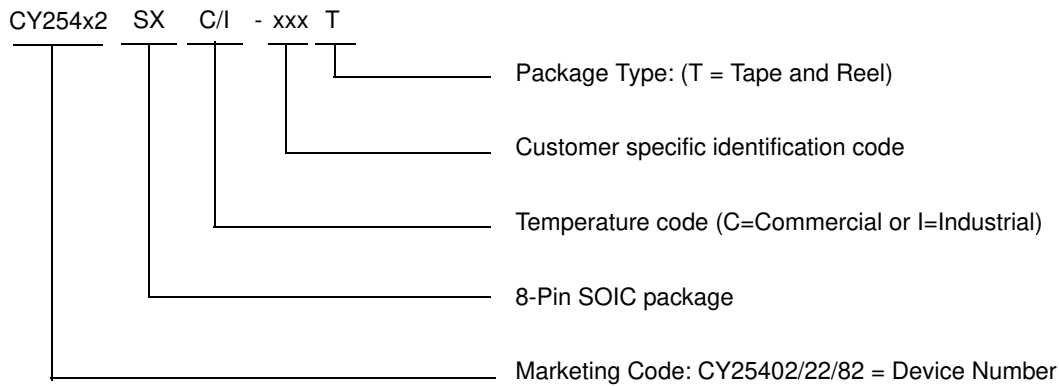 CY254x2 SX C/I - xxx T
Package Type: (T = Tape and Reel)
Customer specific identification code
Temperature code (C=Commercial or I=Industrial)
8-Pin SOIC package
Marketing Code: CY25402/22/82 = Device Number